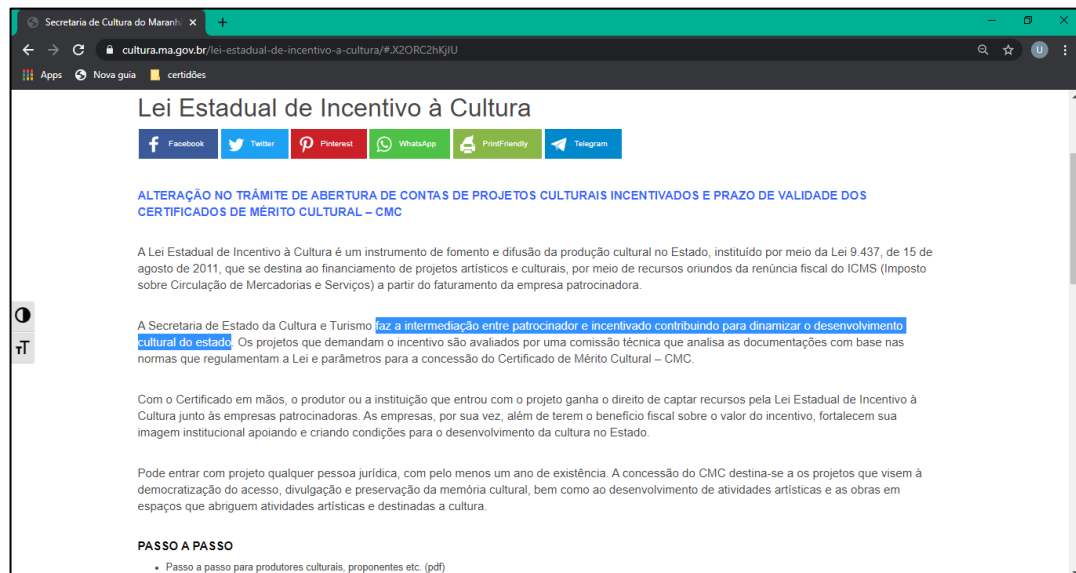 Secretaria de Cultura do Maranh
cultura.ma.gov.br/lei-estadual-de-incentivo-a-cultura/#.X2ORC2hKjIU
U
Apps Nova guia certidões
Lei Estadual de Incentivo à Cultura
Facebook Twitter Pinterest WhatsApp PrintFriendly Telegram
ALTERAÇÃO NO TRÂMITE DE ABERTURA DE CONTAS DE PROJETOS CULTURAIS INCENTIVADOS E PRAZO DE VALIDADE DOS
CERTIFICADOS DE MÉRITO CULTURAL – CMC
A Lei Estadual de Incentivo à Cultura é um instrumento de fomento e difusão da produção cultural no Estado, instituído por meio da Lei 9.437, de 15 de
agosto de 2011, que se destina ao financiamento de projetos artísticos e culturais, por meio de recursos oriundos da renúncia fiscal do ICMS (Imposto
sobre Circulação de Mercadorias e Serviços) a partir do faturamento da empresa patrocinadora.
A Secretaria de Estado da Cultura e Turismo faz a intermediação entre patrocinador e incentivado contribuindo para dinamizar o desenvolvimento
cultural do estado. Os projetos que demandam o incentivo são avaliados por uma comissão técnica que analisa as documentações com base nas
normas que regulamentam a Lei e parâmetros para a concessão do Certificado de Mérito Cultural – CMC.
Com o Certificado em mãos, o produtor ou a instituição que entrou com o projeto ganha o direito de captar recursos pela Lei Estadual de Incentivo à
Cultura junto às empresas patrocinadoras. As empresas, por sua vez, além de terem o benefício fiscal sobre o valor do incentivo, fortalecem sua
imagem institucional apoiando e criando condições para o desenvolvimento da cultura no Estado.
Pode entrar com projeto qualquer pessoa jurídica, com pelo menos um ano de existência. A concessão do CMC destina-se a os projetos que visem à
democratização do acesso, divulgação e preservação da memória cultural, bem como ao desenvolvimento de atividades artísticas e as obras em
espaços que abriguem atividades artísticas e destinadas a cultura.
PASSO A PASSO
• Passo a passo para produtores culturais, proponentes etc. (pdf)